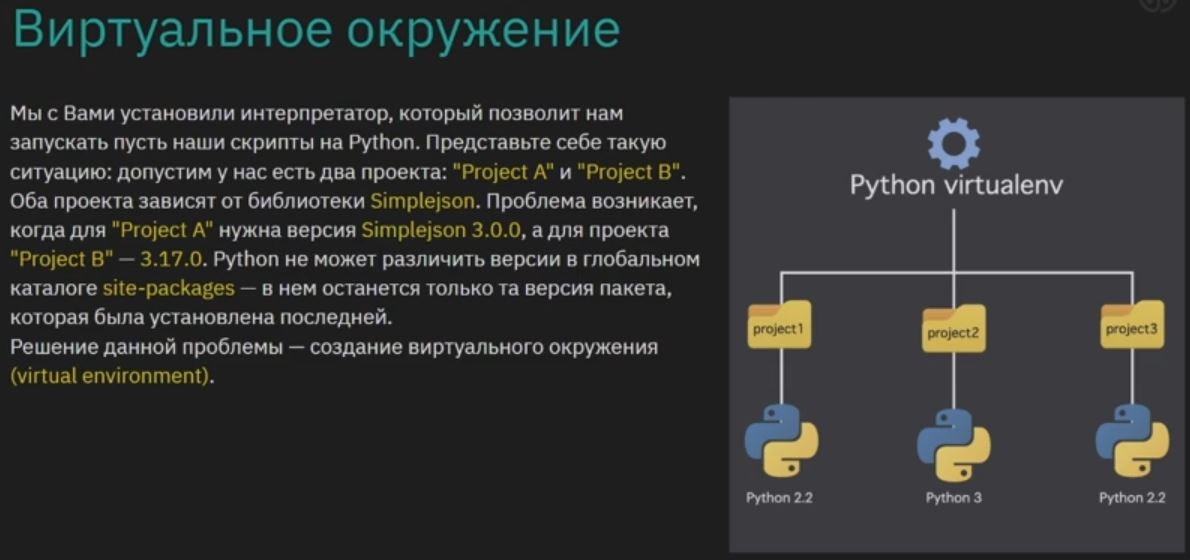 Виртуальное окружение
Мы с Вами установили интерпретатор, который позволит нам
запускать пусть наши скрипты на Python. Представьте себе такую
ситуацию: допустим у нас есть два проекта: "Project A" и "Project B".
Оба проекта зависят от библиотеки Simplejson. Проблема возникает,
когда для "Project A" нужна версия Simplejson 3.0.0, а для проекта
"Project B" — 3.17.0. Python не может различить версии в глобальном
каталоге site-packages — в нем останется только та версия пакета,
которая была установлена последней.
Решение данной проблемы — создание виртуального окружения
(virtual environment).
Python virtualenv
project1
project2
project3
Python 2.2
Python 3
Python 2.2